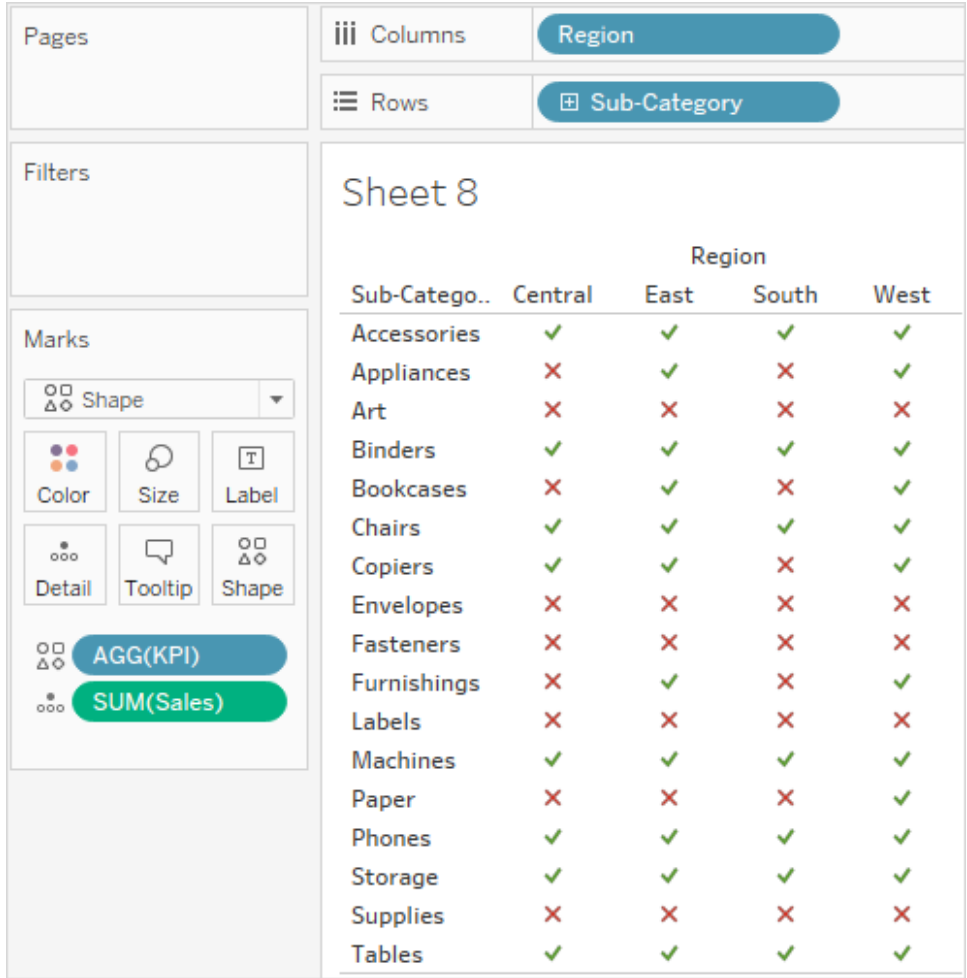 Pages
Columns Region
Rows Sub-Category
Filters
Sheet 8
Region
Sub-Catego.. Central East South West
Accessories
Appliances
Art
Binders
Bookcases
Chairs
Copiers
Envelopes
Fasteners
Furnishings
Labels
Machines
Paper
Phones
Storage
Supplies
Tables
Marks
Shape
Color Size Label
Detail Tooltip Shape
AGG(KPI)
SUM(Sales)